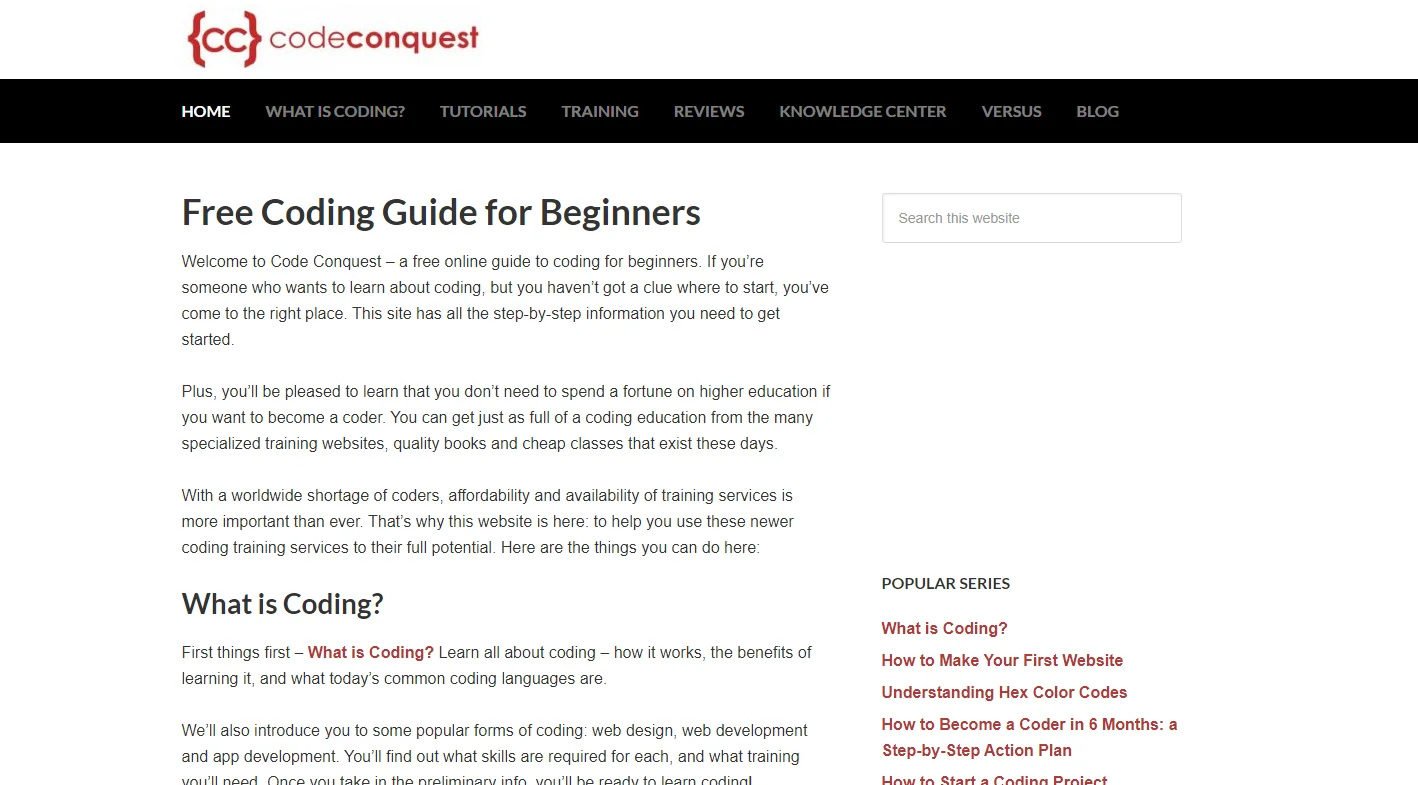 {CC} codeconquest
HOME WHAT IS CODING? TUTORIALS TRAINING REVIEWS KNOWLEDGE CENTER VERSUS BLOG
Free Coding Guide for Beginners
Welcome to Code Conquest – a free online guide to coding for beginners. If you’re
someone who wants to learn about coding, but you haven’t got a clue where to start, you’ve
come to the right place. This site has all the step-by-step information you need to get
started.
Plus, you’ll be pleased to learn that you don’t need to spend a fortune on higher education if
you want to become a coder. You can get just as full of a coding education from the many
specialized training websites, quality books and cheap classes that exist these days.
With a worldwide shortage of coders, affordability and availability of training services is
more important than ever. That’s why this website is here: to help you use these newer
coding training services to their full potential. Here are the things you can do here:
What is Coding?
First things first – What is Coding? Learn all about coding – how it works, the benefits of
learning it, and what today’s common coding languages are.
We’ll also introduce you to some popular forms of coding: web design, web development
and app development. You’ll find out what skills are required for each, and what training
you’ll need. Once you take in the preliminary info, you’ll be ready to learn coding!
Search this website
POPULAR SERIES
What is Coding?
How to Make Your First Website
Understanding Hex Color Codes
How to Become a Coder in 6 Months: a
Step-by-Step Action Plan
How to Start a Coding Project